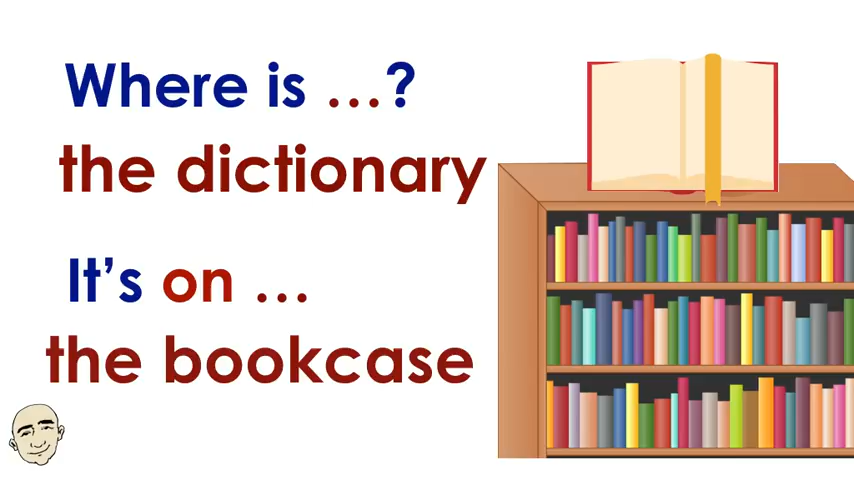 Where is …?
the dictionary
It’s on …
the bookcase